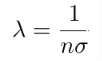 λ = 1/(nσ)